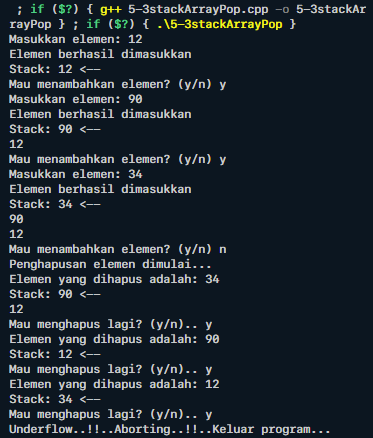 ; if ($?) { g++ 5-3stackArrayPop.cpp -o 5-3stackAr
rayPop } ; if ($?) { .\5-3stackArrayPop }
Masukkan elemen: 12
Elemen berhasil dimasukkan
Stack: 12 <--
Mau menambahkan elemen? (y/n) y
Masukkan elemen: 90
Elemen berhasil dimasukkan
Stack: 90 <--
12
Mau menambahkan elemen? (y/n) y
Masukkan elemen: 34
Elemen berhasil dimasukkan
Stack: 34 <--
90
12
Mau menambahkan elemen? (y/n) n
Penghapusan elemen dimulai...
Elemen yang dihapus adalah: 34
Stack: 90 <--
12
Mau menghapus lagi? (y/n).. y
Elemen yang dihapus adalah: 90
Stack: 12 <--
Mau menghapus lagi? (y/n).. y
Elemen yang dihapus adalah: 12
Stack: 34 <--
Mau menghapus lagi? (y/n).. y
Underflow..!!..Aborting..!!..Keluar program...